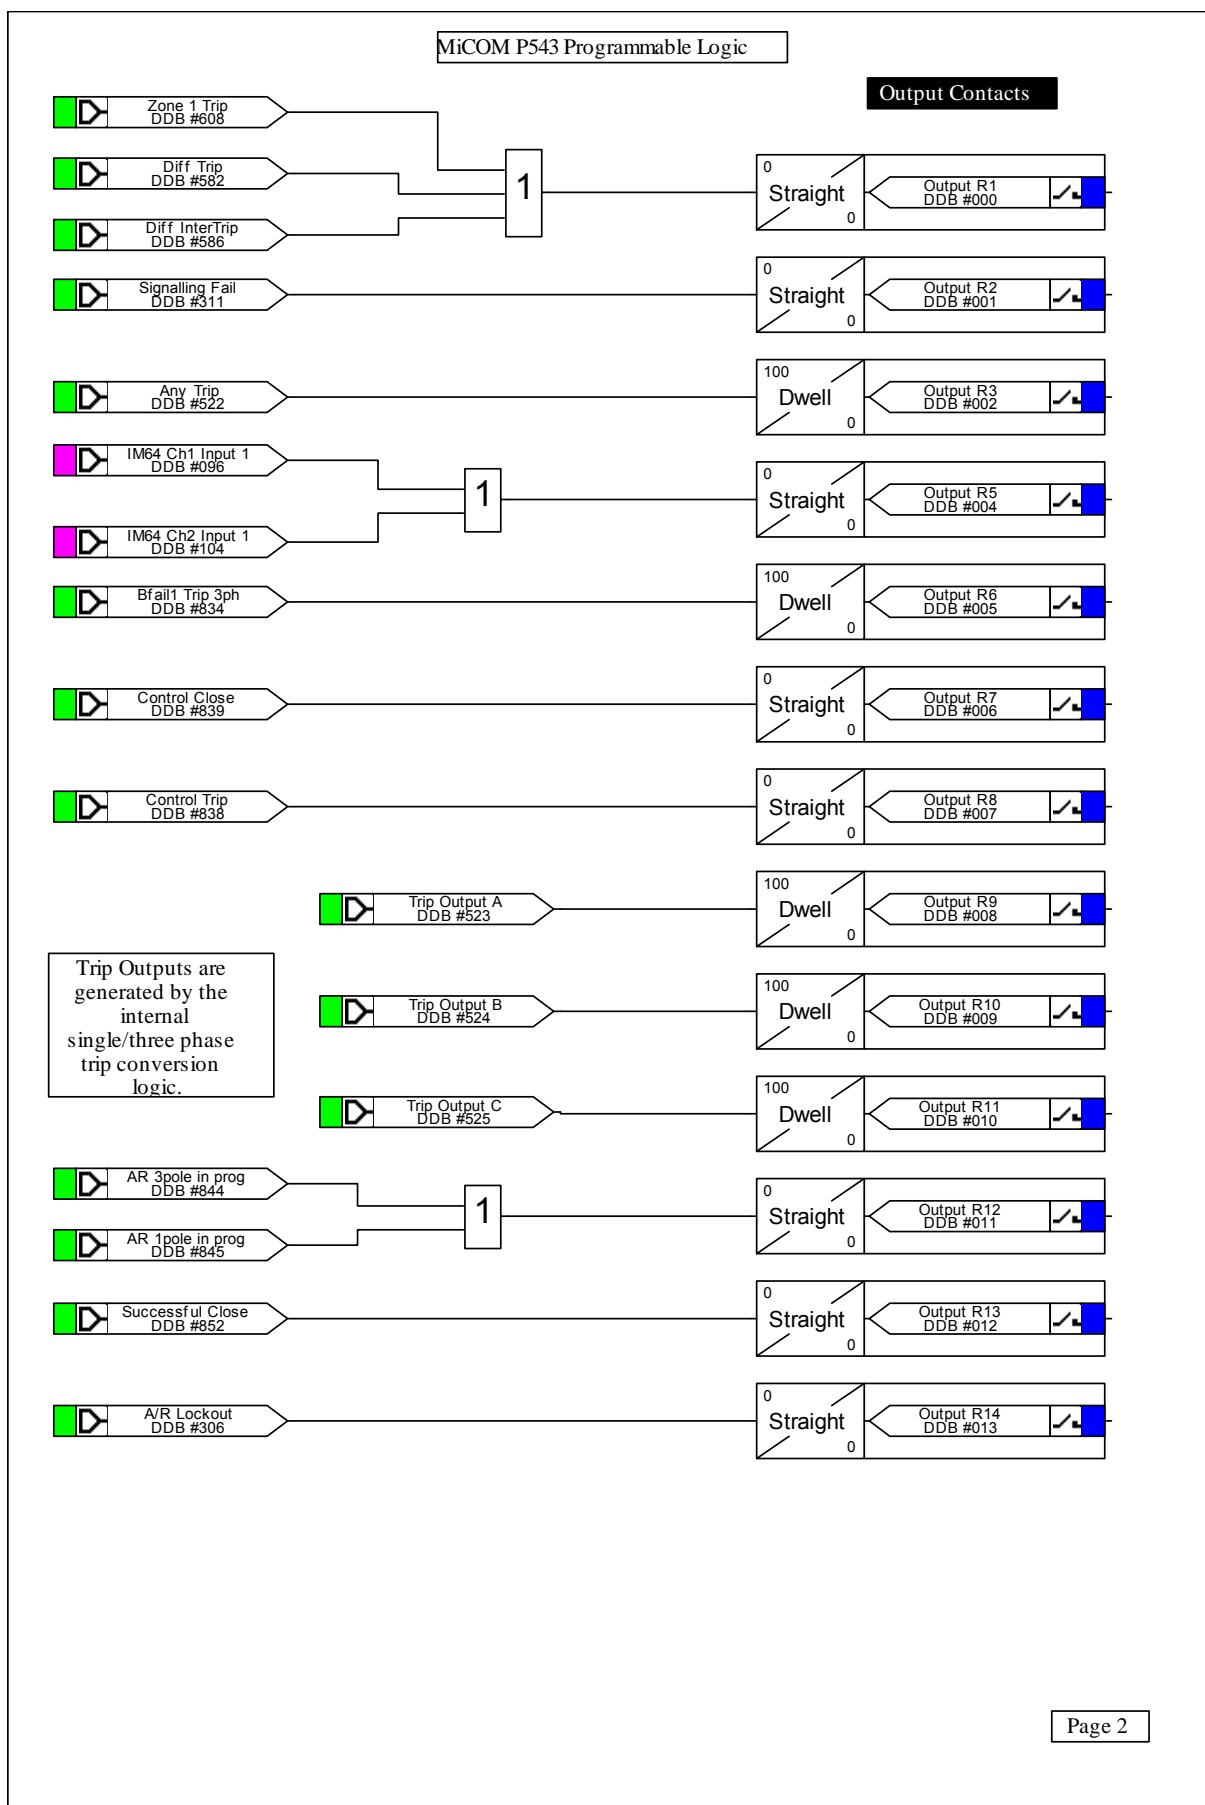 MiCOM P543 Programmable Logic
Output Contacts
Zone 1 Trip
DDB #608
Diff Trip
DDB #582
Diff InterTrip
DDB #586
1
0
Straight
0
Output R1
DDB #000
Signalling Fail
DDB #311
0
Straight
0
Output R2
DDB #001
Any Trip
DDB #522
100
Dwell
0
Output R3
DDB #002
IM64 Ch1 Input 1
DDB #096
IM64 Ch2 Input 1
DDB #104
1
0
Straight
0
Output R5
DDB #004
Bfail1 Trip 3ph
DDB #834
100
Dwell
0
Output R6
DDB #005
Control Close
DDB #839
0
Straight
0
Output R7
DDB #006
Control Trip
DDB #838
0
Straight
0
Output R8
DDB #007
Trip Output A
DDB #523
100
Dwell
0
Output R9
DDB #008
Trip Outputs are
generated by the
internal
single/three phase
trip conversion
logic.
Trip Output B
DDB #524
100
Dwell
0
Output R10
DDB #009
Trip Output C
DDB #525
100
Dwell
0
Output R11
DDB #010
AR 3pole in prog
DDB #844
AR 1pole in prog
DDB #845
1
0
Straight
0
Output R12
DDB #011
Successful Close
DDB #852
0
Straight
0
Output R13
DDB #012
A/R Lockout
DDB #306
0
Straight
0
Output R14
DDB #013
Page 2